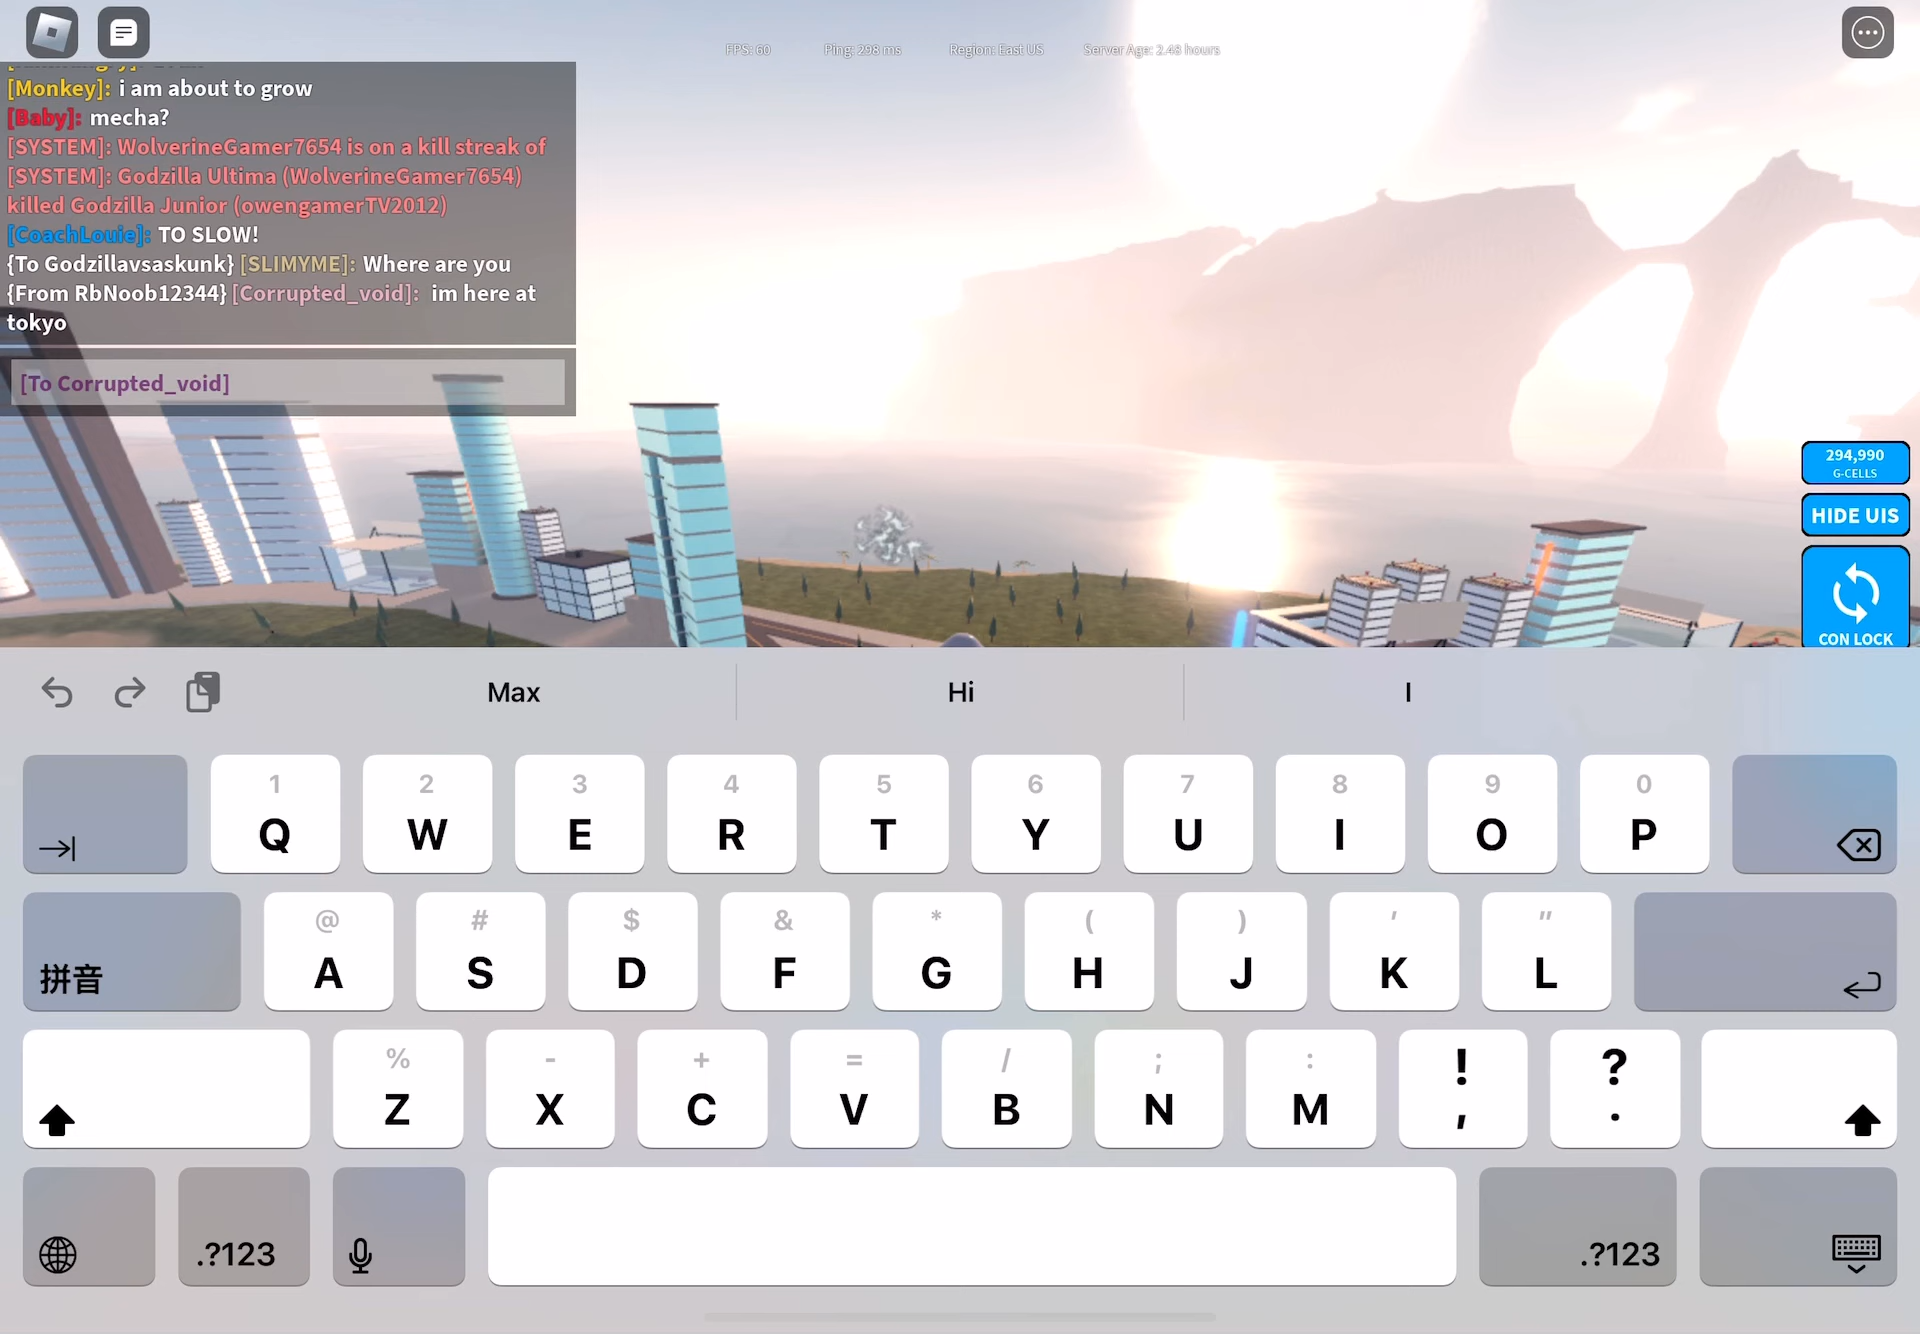 FPS: 60 Ping: 298 ms Region: East US Server Age: 2.48 hours
[Monkey]: i am about to grow
[Baby]: mecha?
[SYSTEM]: WolverineGamer7654 is on a kill streak of
[SYSTEM]: Godzilla Ultima (WolverineGamer7654)
killed Godzilla Junior (owengamerTV2012)
[CoachLouie]: TO SLOW!
{To Godzillavsaskunk} [SLIMYME]: Where are you
{From RbNoob12344} [Corrupted_void]: im here at
tokyo
[To Corrupted_void]
294,990
G-CELLS
HIDE UIS
CON LOCK
Max Hi I
1 2 3 4 5 6 7 8 9 0
Q W E R T Y U I O P
@ # $ & * ( ) ' "
拼音 A S D F G H J K L
% - + = / ; : ! ?
Z X C V B N M , .
.?123 .?123